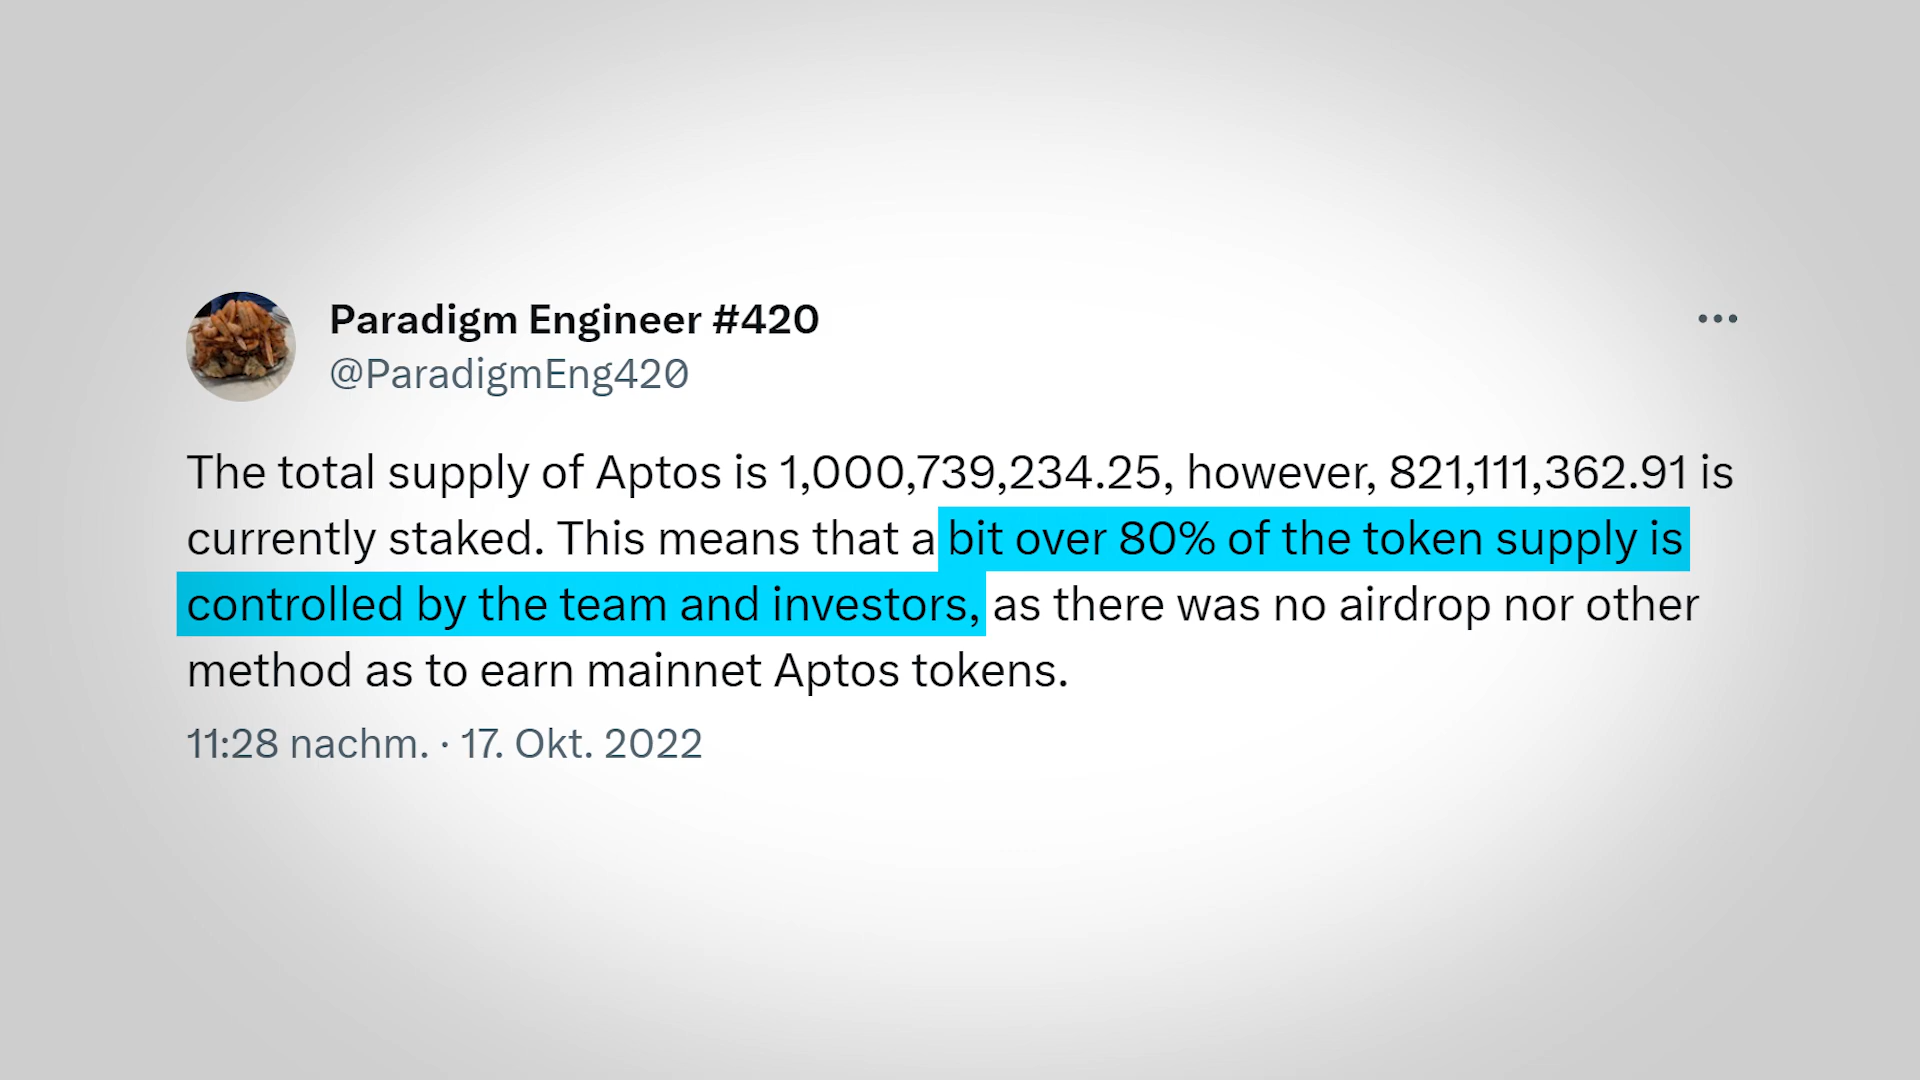 Paradigm Engineer #420
@ParadigmEng420
The total supply of Aptos is 1,000,739,234.25, however, 821,111,362.91 is
currently staked. This means that a bit over 80% of the token supply is
controlled by the team and investors, as there was no airdrop nor other
method as to earn mainnet Aptos tokens.
11:28 nachm. · 17. Okt. 2022